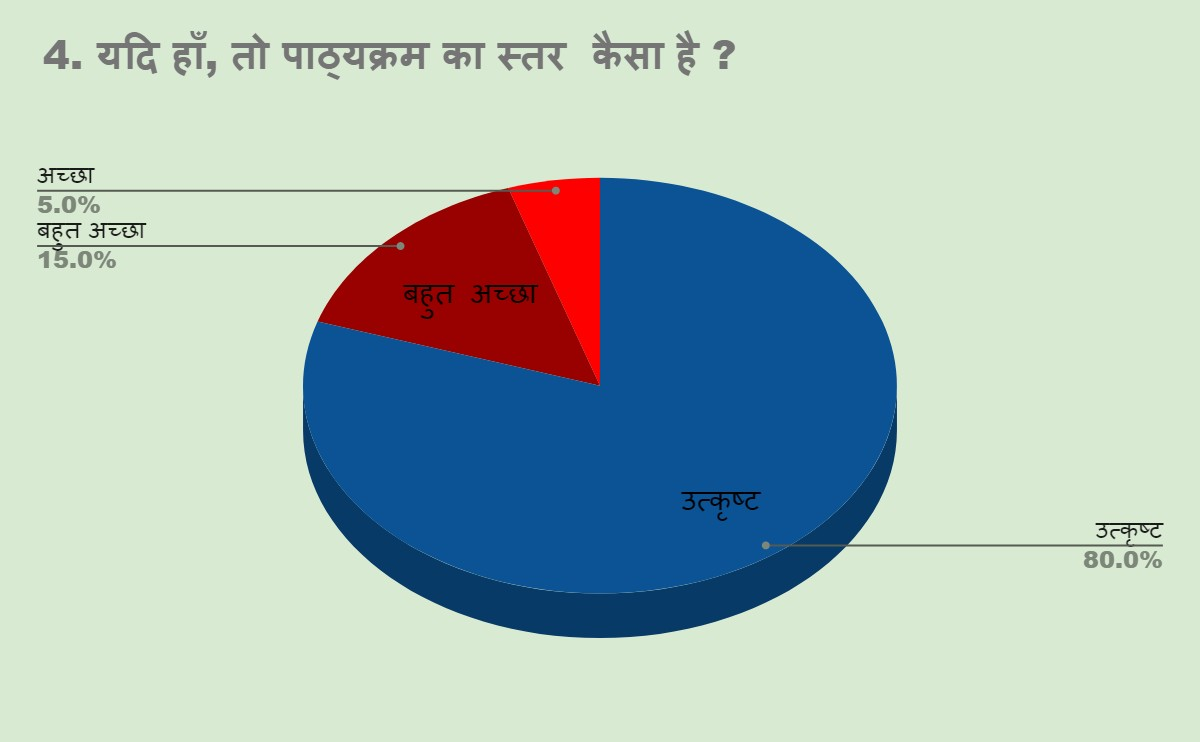 4. यदि हाँ, तो पाठ्यक्रम का स्तर कैसा है ?
अच्छा
5.0%
बहुत अच्छा
15.0%
बहुत अच्छा
उत्कृष्ट
उत्कृष्ट
80.0%